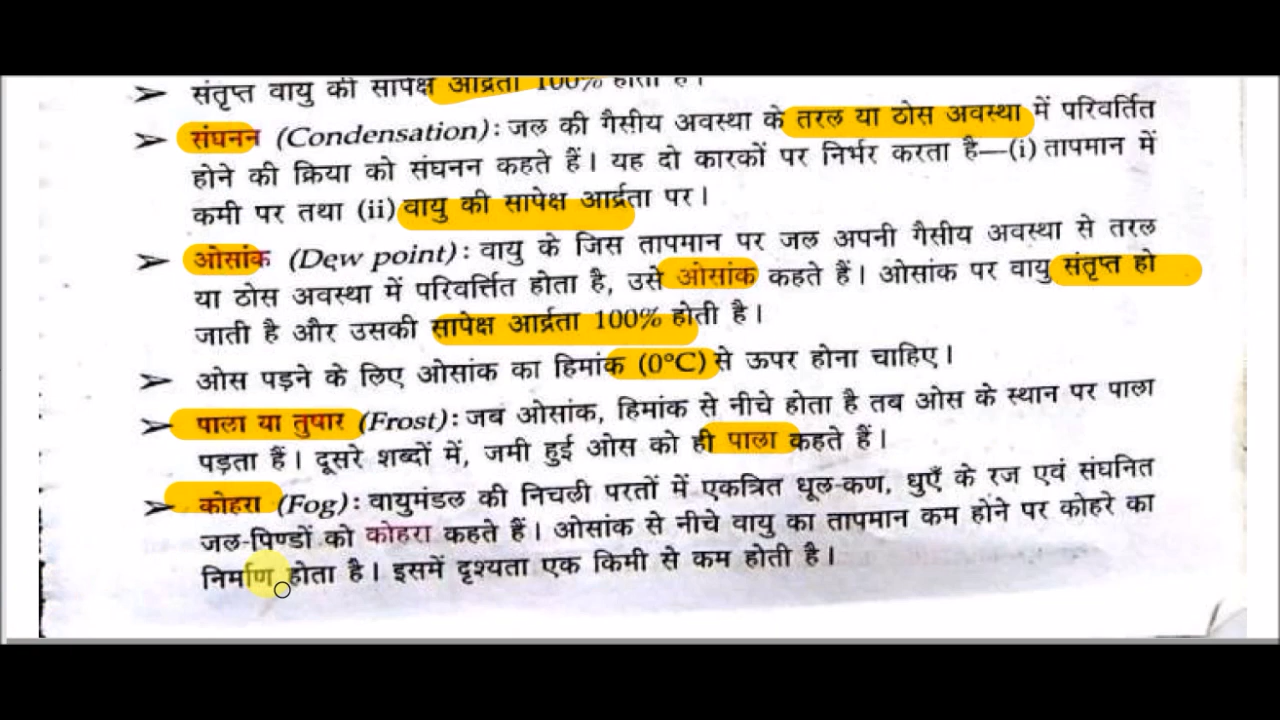 ➢ संतृप्त वायु की सापेक्ष आर्द्रता 100% होती है।
➢ संघनन (Condensation): जल की गैसीय अवस्था के तरल या ठोस अवस्था में परिवर्तित
होने की क्रिया को संघनन कहते हैं। यह दो कारकों पर निर्भर करता है—(i) तापमान में
कमी पर तथा (ii) वायु की सापेक्ष आर्द्रता पर।
➢ ओसांक (Dew point): वायु के जिस तापमान पर जल अपनी गैसीय अवस्था से तरल
या ठोस अवस्था में परिवर्त्तित होता है, उसे ओसांक कहते हैं। ओसांक पर वायु संतृप्त हो
जाती है और उसकी सापेक्ष आर्द्रता 100% होती है।
➢ ओस पड़ने के लिए ओसांक का हिमांक (0°C) से ऊपर होना चाहिए।
➢ पाला या तुषार (Frost): जब ओसांक, हिमांक से नीचे होता है तब ओस के स्थान पर पाला
पड़ता हैं। दूसरे शब्दों में, जमी हुई ओस को ही पाला कहते हैं।
➢ कोहरा (Fog): वायुमंडल की निचली परतों में एकत्रित धूल-कण, धुएँ के रज एवं संघनित
जल-पिण्डों को कोहरा कहते हैं। ओसांक से नीचे वायु का तापमान कम होने पर कोहरे का
निर्माण होता है। इसमें दृश्यता एक किमी से कम होती है।